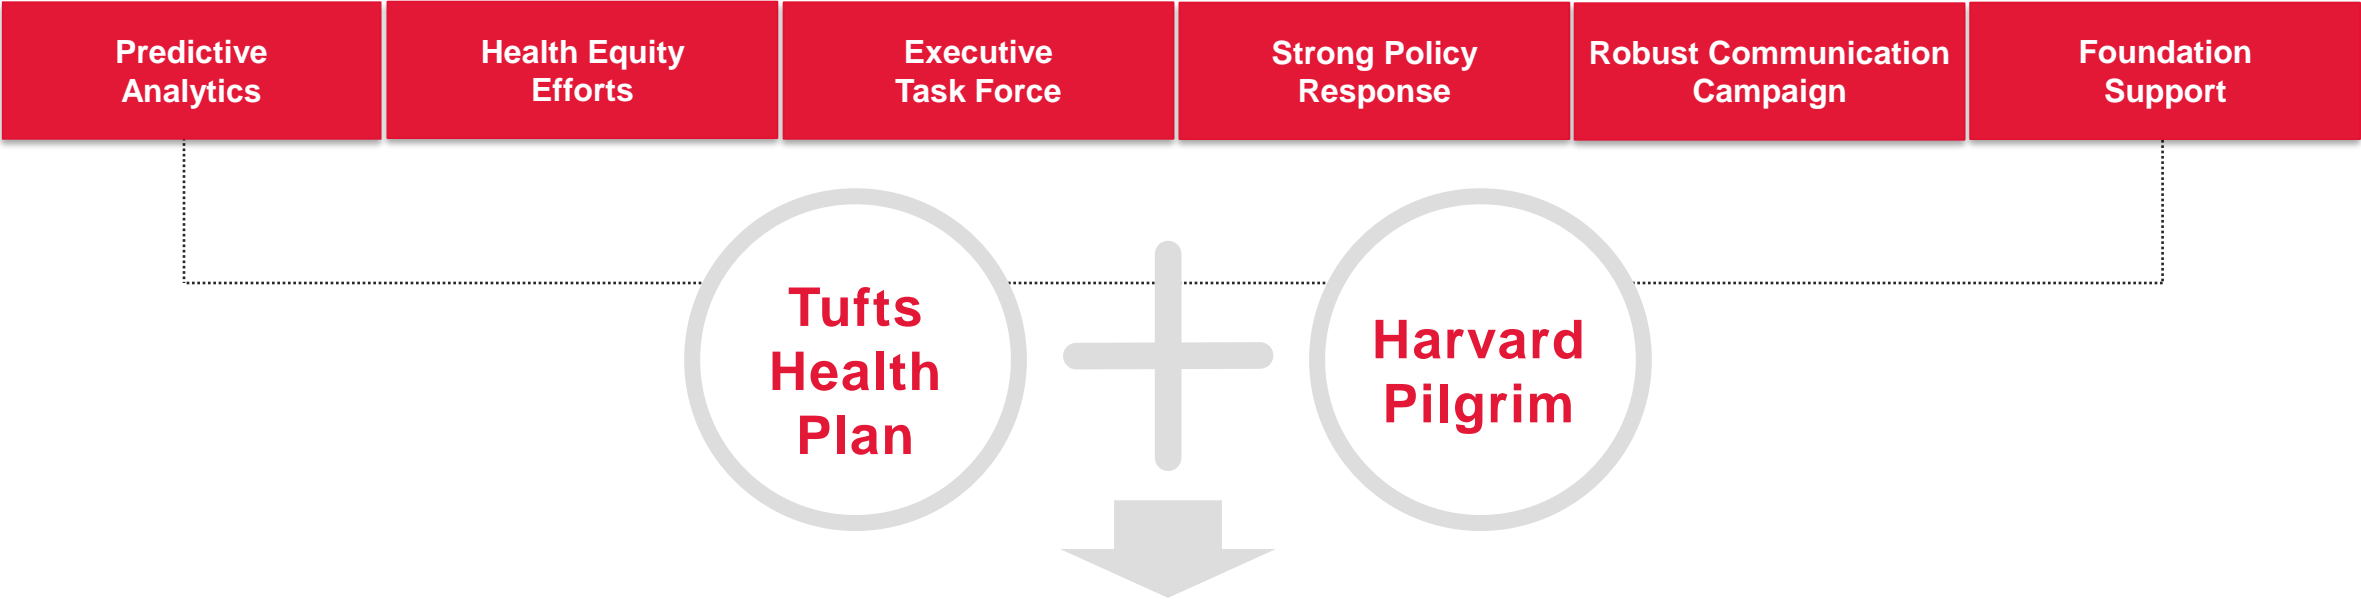 Predictive
Analytics
Health Equity
Efforts
Executive
Task Force
Strong Policy
Response
Robust Communication
Campaign
Foundation
Support
Tufts
Health
Plan
Harvard
Pilgrim